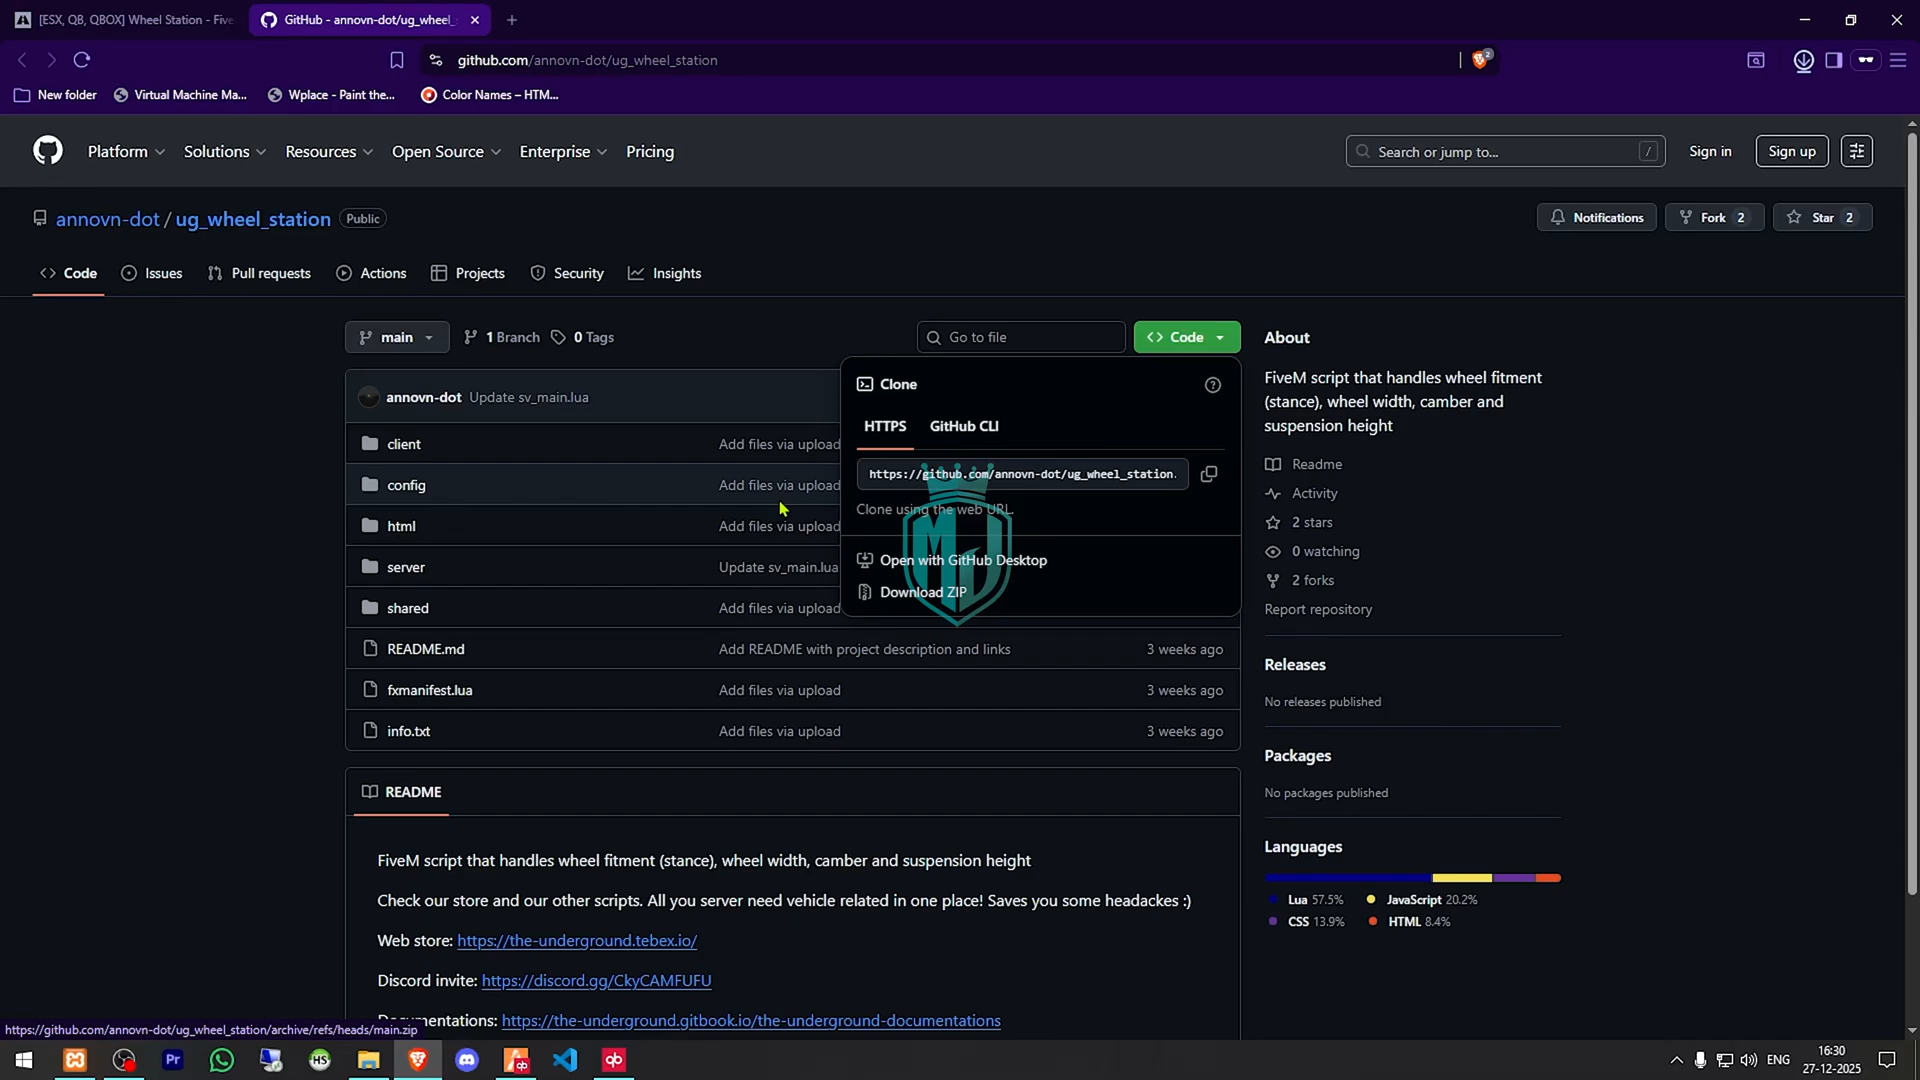 [ESX, QB, QBOX] Wheel Station - Five
GitHub - annovn-dot/ug_wheel_
github.com/annovn-dot/ug_wheel_station
2
New folder
Virtual Machine Ma...
Wplace - Paint the...
Color Names – HTM...
Platform
Solutions
Resources
Open Source
Enterprise
Pricing
Search or jump to...
/
Sign in
Sign up
annovn-dot / ug_wheel_station
Public
Notifications
Fork 2
Star 2
Code
Issues
Pull requests
Actions
Projects
Security
Insights
main
1 Branch
0 Tags
Go to file
Code
annovn-dot Update sv_main.lua
client Add files via upload
config Add files via upload
html Add files via upload
server Update sv_main.lua
shared Add files via upload
README.md Add README with project description and links 3 weeks ago
fxmanifest.lua Add files via upload 3 weeks ago
info.txt Add files via upload 3 weeks ago
Clone
HTTPS
GitHub CLI
https://github.com/annovn-dot/ug_wheel_station.
Clone using the web URL.
Open with GitHub Desktop
Download ZIP
MJ
README
FiveM script that handles wheel fitment (stance), wheel width, camber and suspension height
Check our store and our other scripts. All you server need vehicle related in one place! Saves you some headackes :)
Web store: https://the-underground.tebex.io/
Discord invite: https://discord.gg/CkyCAMFUFU
Documentations: https://the-underground.gitbook.io/the-underground-documentations
About
FiveM script that handles wheel fitment
(stance), wheel width, camber and
suspension height
Readme
Activity
2 stars
0 watching
2 forks
Report repository
Releases
No releases published
Packages
No packages published
Languages
Lua 57.5%
JavaScript 20.2%
CSS 13.9%
HTML 8.4%
https://github.com/annovn-dot/ug_wheel_station/archive/refs/heads/main.zip
Pr
HS
qb
qb
ENG
16:30
27-12-2025